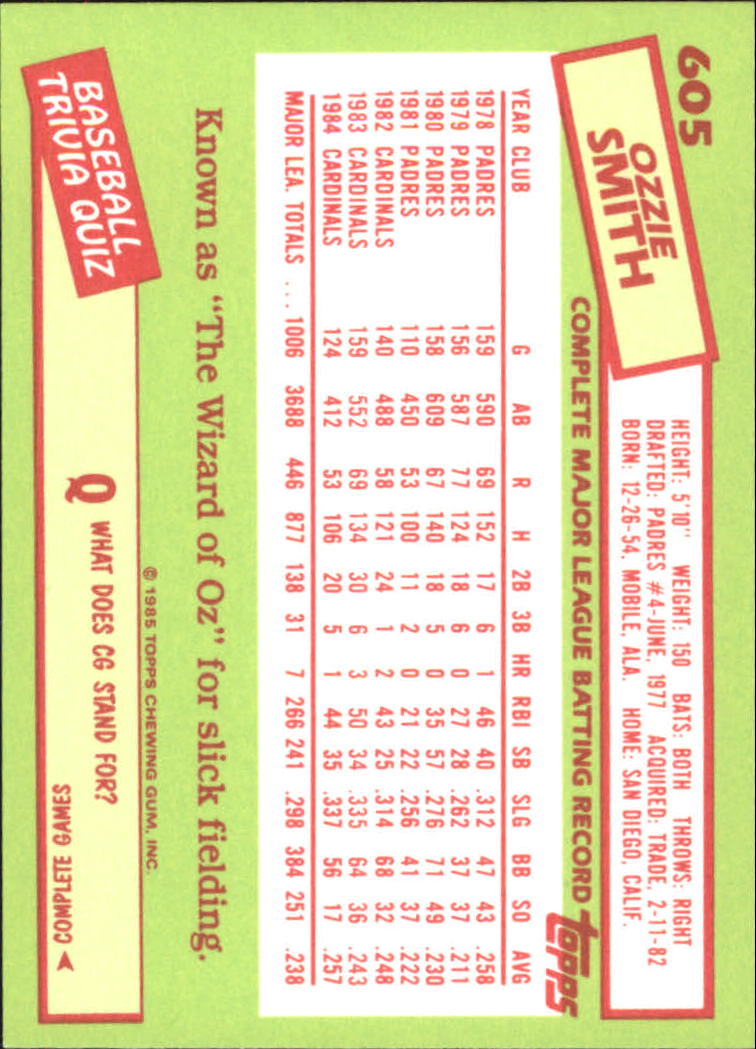 605
OZZIE
SMITH
HEIGHT: 5'10" WEIGHT: 150 BATS: BOTH THROWS: RIGHT
DRAFTED: PADRES #4-JUNE, 1977 ACQUIRED: TRADE, 2-11-82
BORN: 12-26-54, MOBILE, ALA. HOME: SAN DIEGO, CALIF.
COMPLETE MAJOR LEAGUE BATTING RECORD topps
YEAR CLUB G AB R H 2B 3B HR RBI SB SLG BB SO AVG
1978 PADRES 159 590 69 152 17 6 1 46 40 .312 47 43 .258
1979 PADRES 156 587 77 124 18 6 0 27 28 .262 37 37 .211
1980 PADRES 158 609 67 140 18 5 0 35 57 .276 71 49 .230
1981 PADRES 110 450 53 100 11 2 0 21 22 .256 41 37 .222
1982 CARDINALS 140 488 58 121 24 1 2 43 25 .314 68 32 .248
1983 CARDINALS 159 552 69 134 30 6 3 50 34 .335 64 36 .243
1984 CARDINALS 124 412 53 106 20 5 1 44 35 .337 56 17 .257
MAJOR LEA. TOTALS ... 1006 3688 446 877 138 31 7 266 241 .298 384 251 .238
Known as "The Wizard of Oz" for slick fielding.
© 1985 TOPPS CHEWING GUM, INC.
BASEBALL
TRIVIA QUIZ
Q WHAT DOES CG STAND FOR?
COMPLETE GAMES